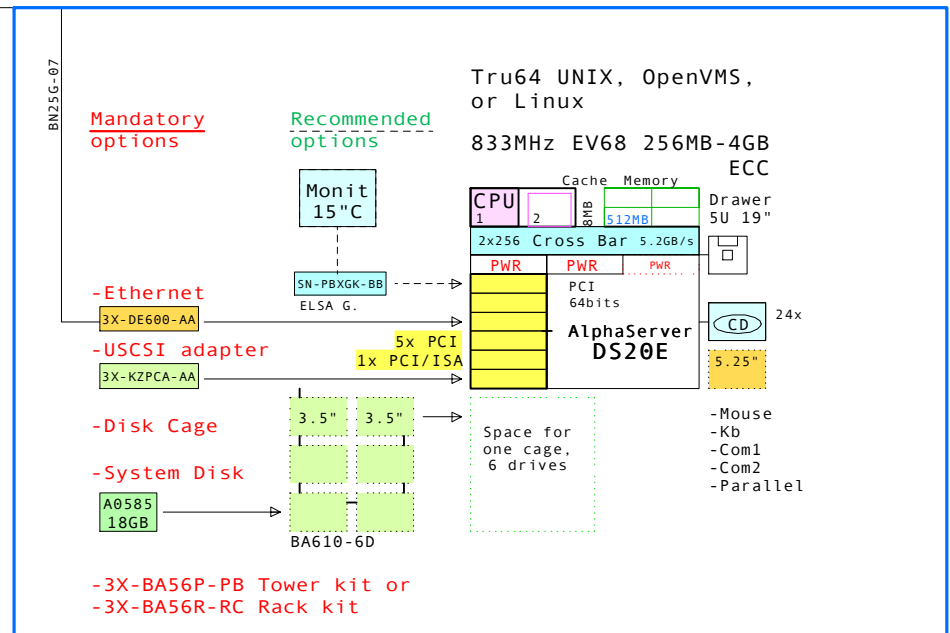 BN25G-07
Tru64 UNIX, OpenVMS,
or Linux
Mandatory
options
Recommended
options
833MHz EV68 256MB-4GB
ECC
Monit
15"C
Cache Memory
CPU
1
2
8MB
512MB
Drawer
5U 19"
2x256 Cross Bar 5.2GB/s
PWR
PWR
PWR
SN-PBXGK-BB
ELSA G.
PCI
64bits
-Ethernet
3X-DE600-AA
AlphaServer
DS20E
CD
24x
5x PCI
1x PCI/ISA
-USCSI adapter
3X-KZPCA-AA
5.25"
3.5"
3.5"
-Disk Cage
Space for
one cage,
6 drives
-Mouse
-Kb
-Com1
-Com2
-Parallel
-System Disk
A0585
18GB
BA610-6D
-3X-BA56P-PB Tower kit or
-3X-BA56R-RC Rack kit